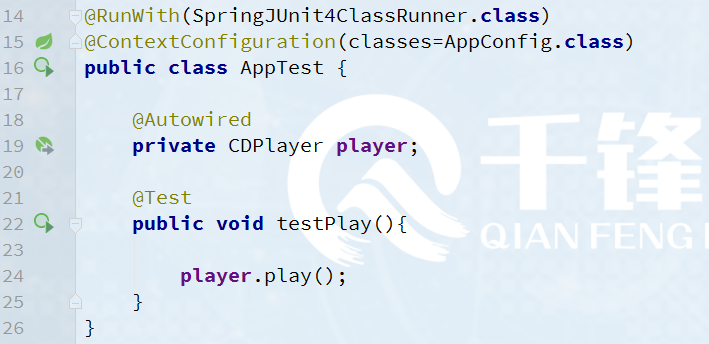 14 @RunWith(SpringJUnit4ClassRunner.class)
15 @ContextConfiguration(classes=AppConfig.class)
16 public class AppTest {
17
18 @Autowired
19 private CDPlayer player;
20
21 @Test
22 public void testPlay(){
23
24 player.play();
25 }
26 }
千锋
QIAN FENG